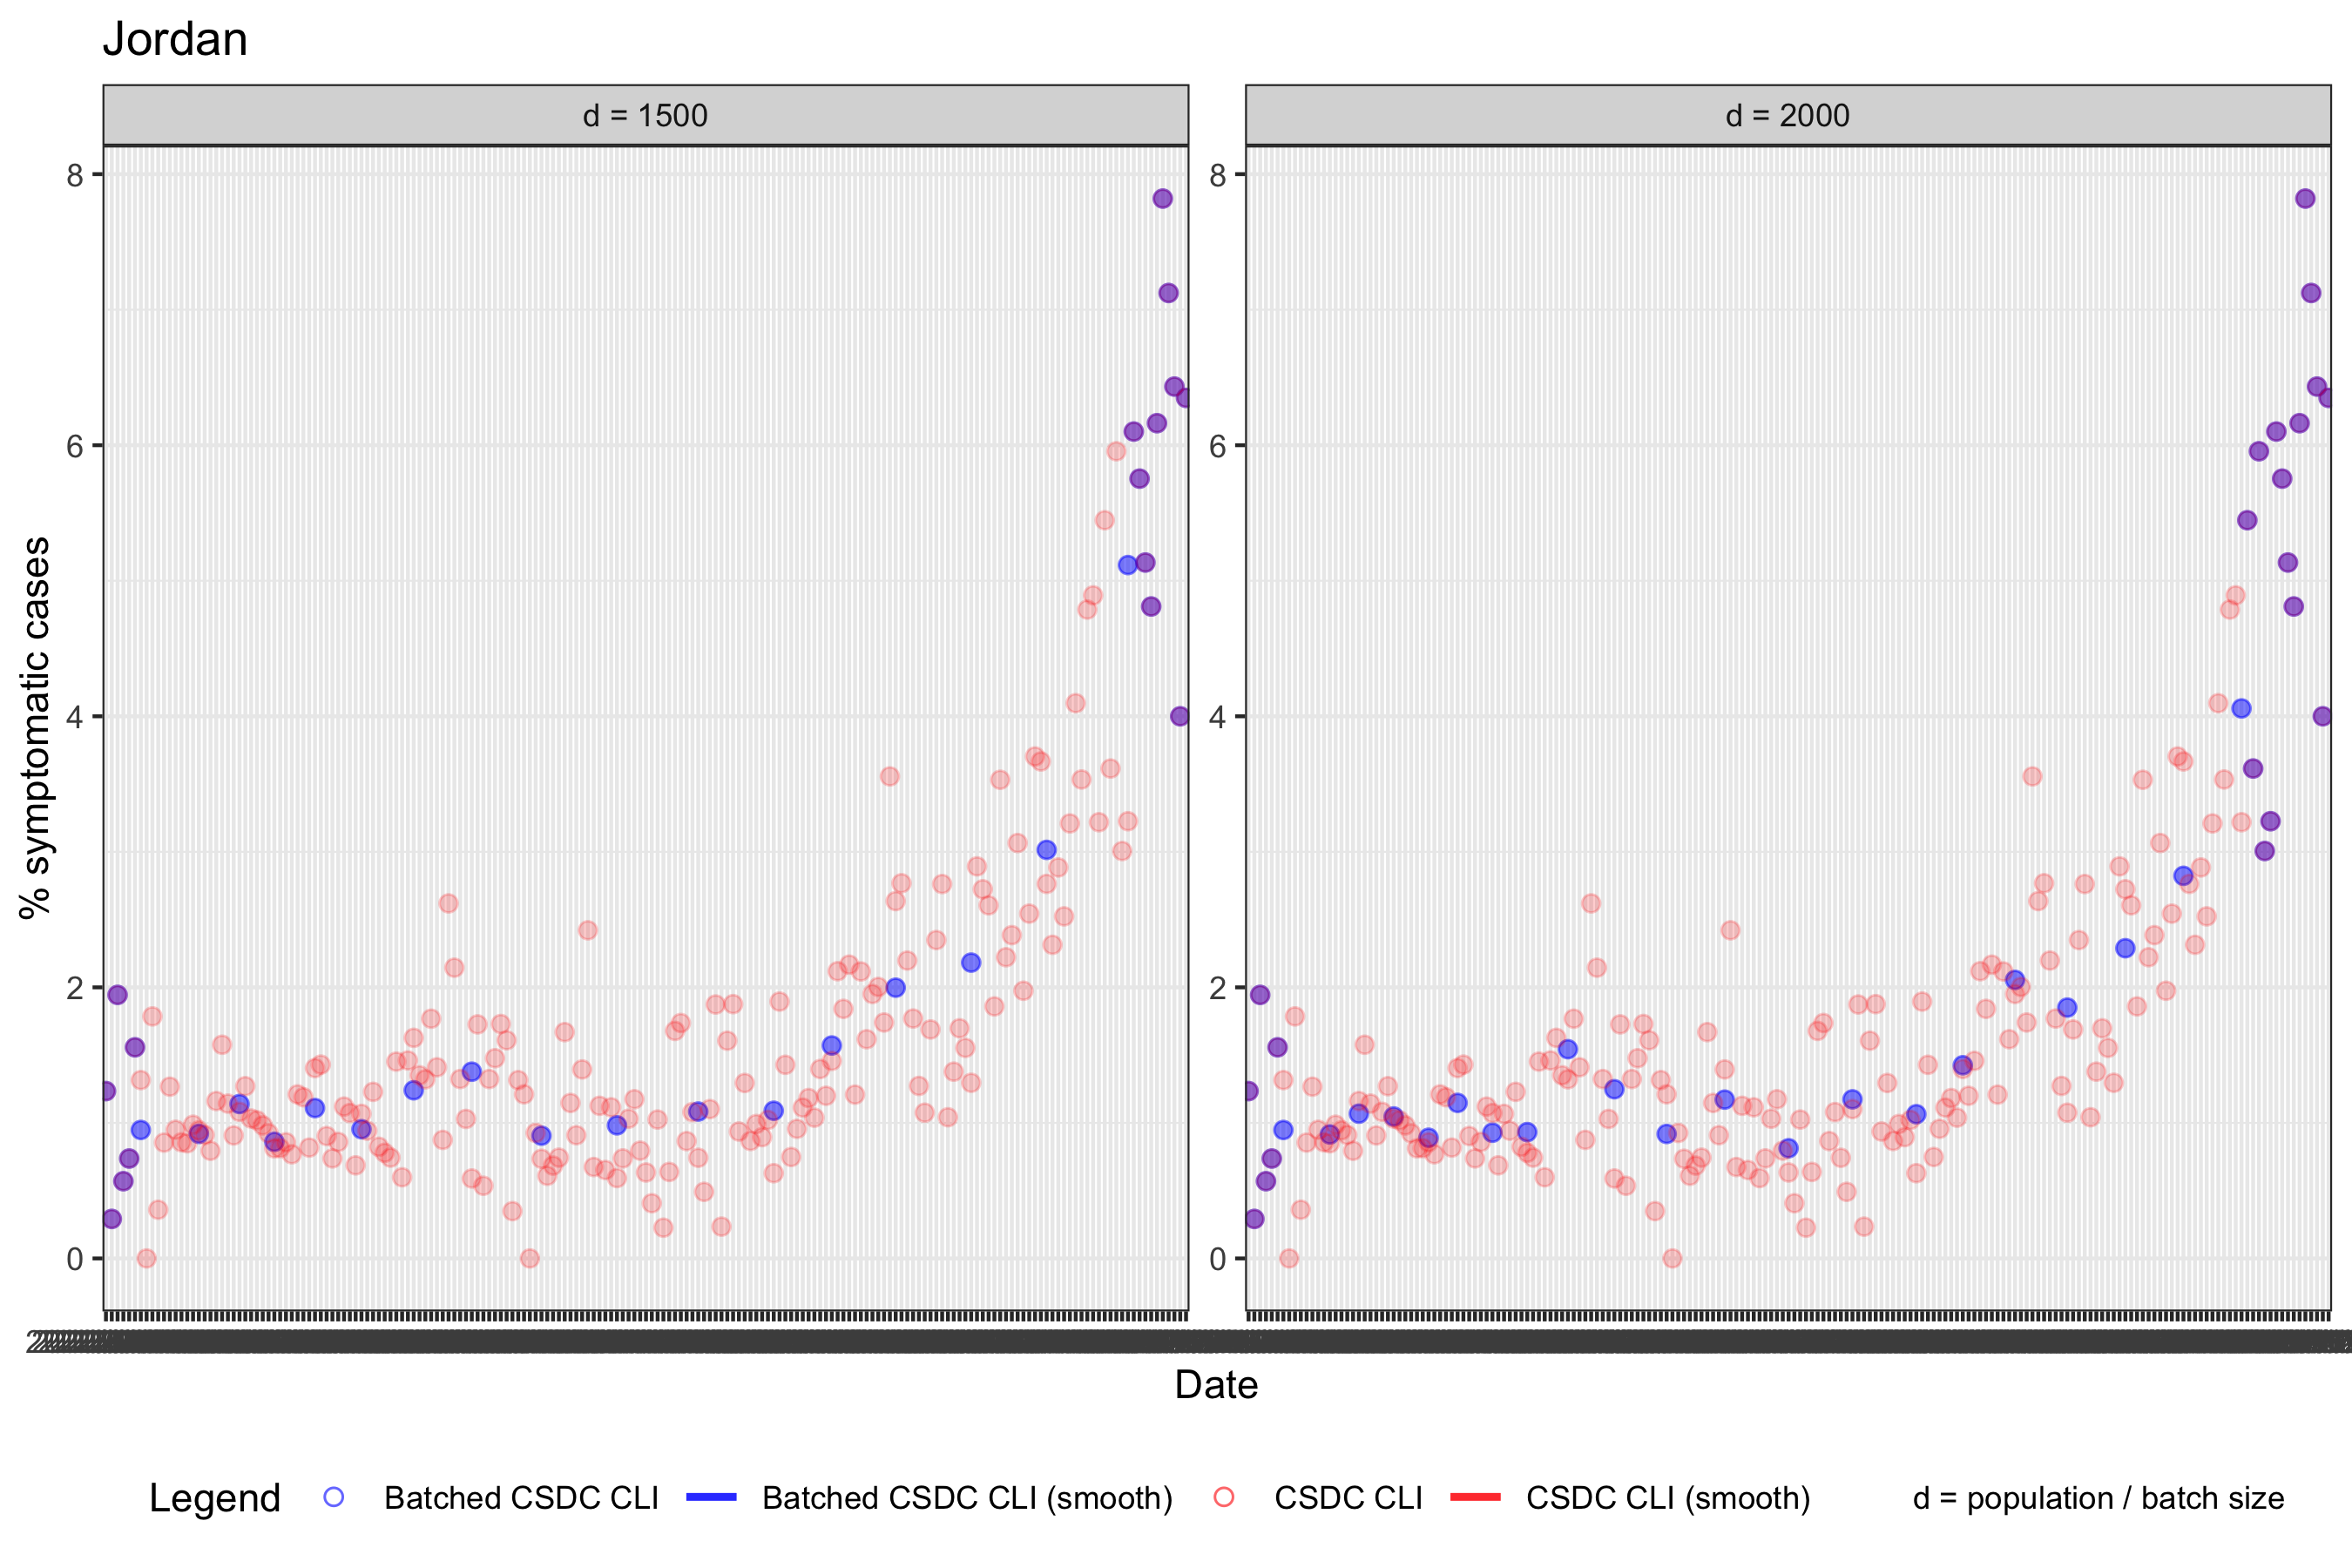 Jordan
d = 1500
d = 2000
% symptomatic cases
8
6
4
2
0
8
6
4
2
0
Date
Legend
Batched CSDC CLI
Batched CSDC CLI (smooth)
CSDC CLI
CSDC CLI (smooth)
d = population / batch size